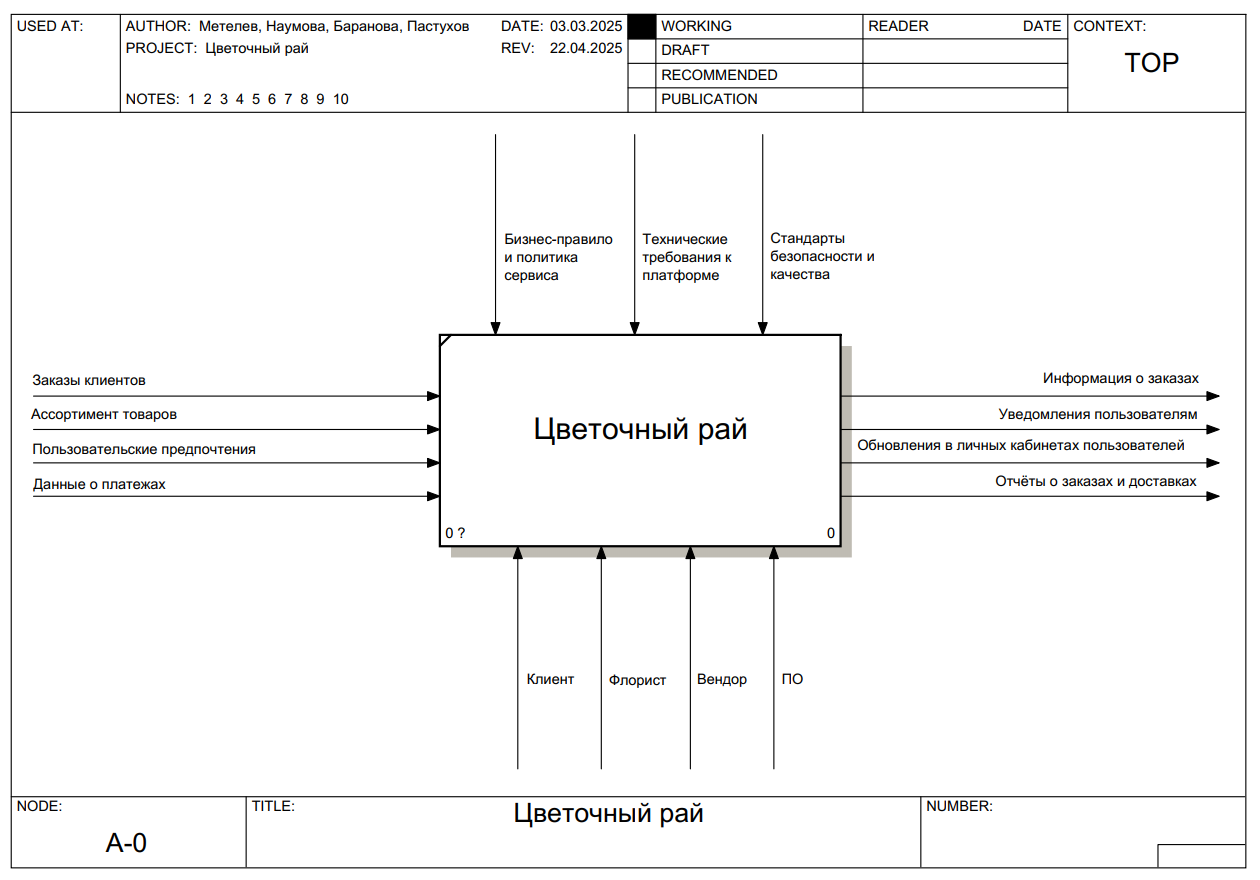 USED AT:
AUTHOR: Метелев, Наумова, Баранова, Пастухов
DATE: 03.03.2025
PROJECT: Цветочный рай
REV: 22.04.2025
NOTES: 1 2 3 4 5 6 7 8 9 10
WORKING
DRAFT
RECOMMENDED
PUBLICATION
READER
DATE
CONTEXT:
TOP
Бизнес-правило
и политика
сервиса
Технические
требования к
платформе
Стандарты
безопасности и
качества
Заказы клиентов
Ассортимент товаров
Пользовательские предпочтения
Данные о платежах
Цветочный рай
0 ?
0
Информация о заказах
Уведомления пользователям
Обновления в личных кабинетах пользователей
Отчёты о заказах и доставках
Клиент
Флорист
Вендор
ПО
NODE:
A-0
TITLE:
Цветочный рай
NUMBER: